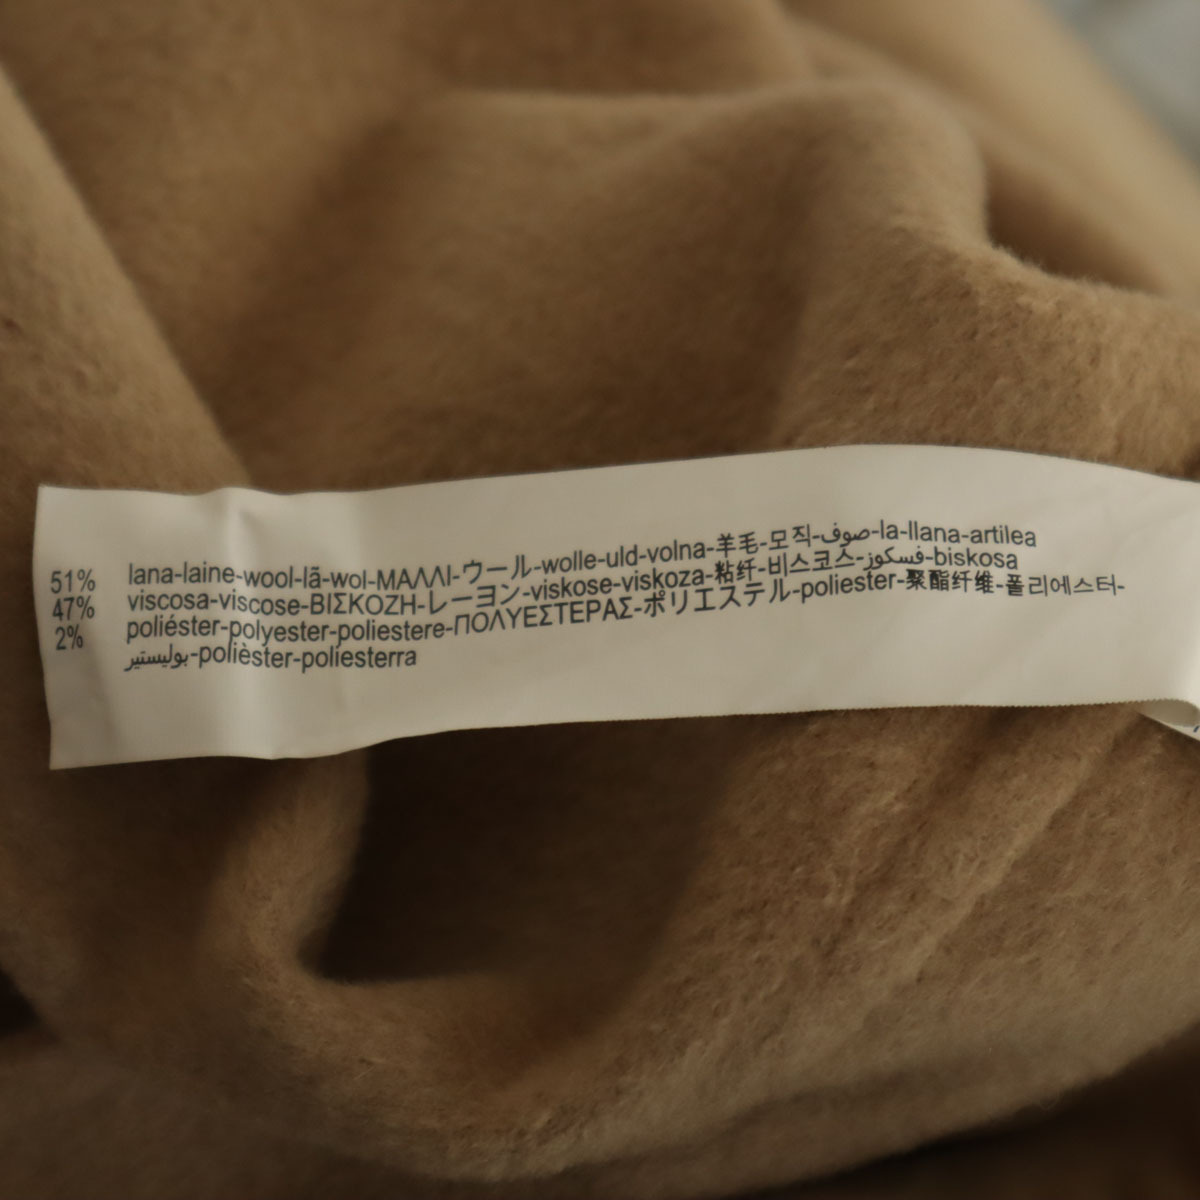 51% lana-laine-wool-lã-wol-ΜΑΛΛΙ-ウール-wolle-uld-volna-羊毛-모직-صوف-la-llana-artilea
47% viscosa-viscose-ΒΙΣΚΟΖΗ-レーヨン-viskose-viskoza-粘纤-비스코스-فسكوز-biskosa
2% poliéster-polyester-poliestere-ΠΟΛΥΕΣΤΕΡΑΣ-ポリエステル-poliester-聚酯纤维-폴리에스터-
بوليستير-polièster-poliesterra